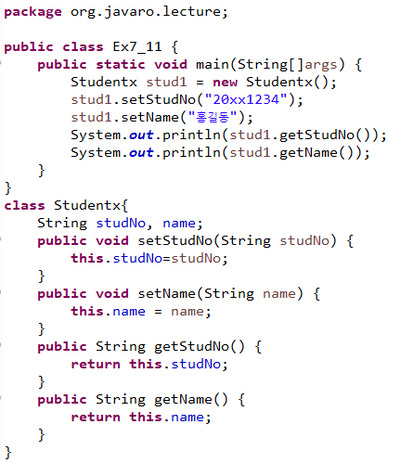 package org.javaro.lecture;
public class Ex7_11 {
public static void main(String[]args) {
Studentx stud1 = new Studentx();
stud1.setStudNo("20xx1234");
stud1.setName("홍길동");
System.out.println(stud1.getStudNo());
System.out.println(stud1.getName());
}
}
class Studentx{
String studNo, name;
public void setStudNo(String studNo) {
this.studNo=studNo;
}
public void setName(String name) {
this.name = name;
}
public String getStudNo() {
return this.studNo;
}
public String getName() {
return this.name;
}
}